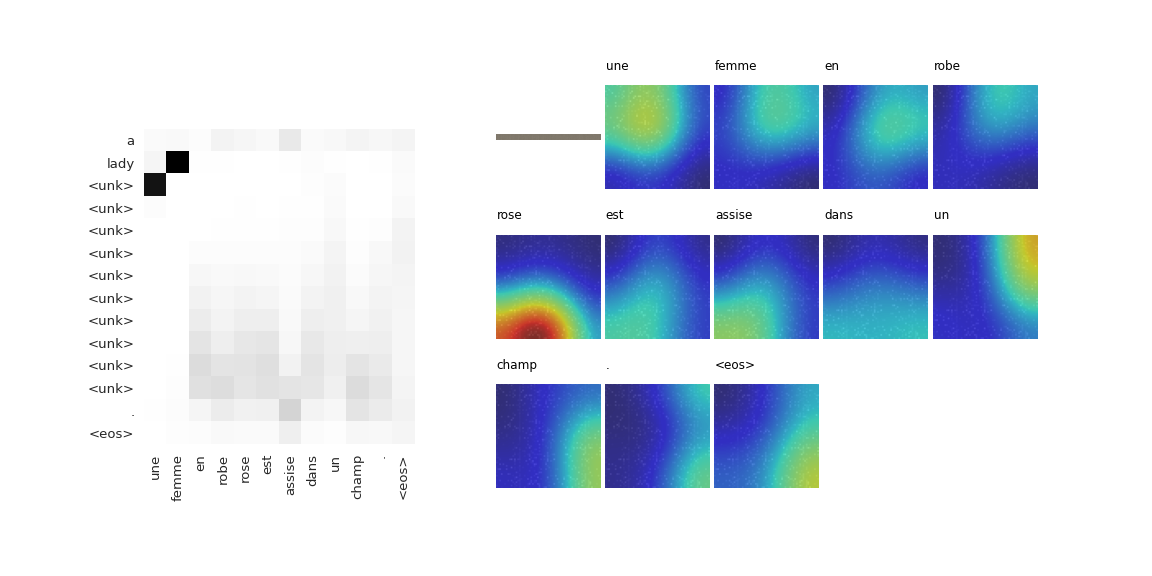 a
lady
<unk>
<unk>
<unk>
<unk>
<unk>
<unk>
<unk>
<unk>
<unk>
<unk>
.
<eos>
une femme en robe rose est assise dans un champ . <eos>
une femme en robe
rose est assise dans un
champ . <eos>